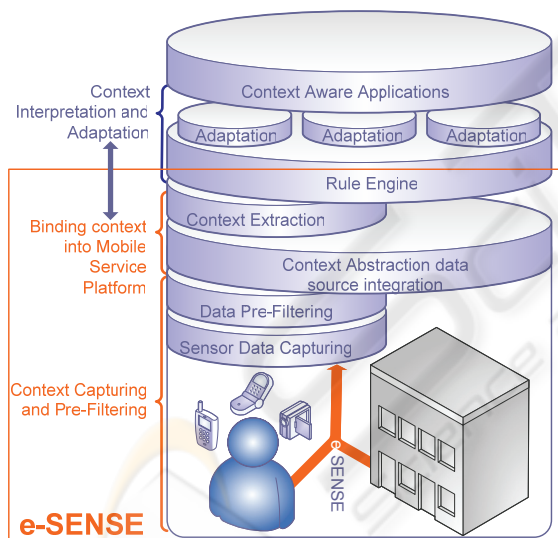 Context Aware Applications
Context
Interpretation and
Adaptation
Adaptation
Adaptation
Adaptation
Rule Engine
Context Extraction
Binding context
into Mobile
Service
Platform
Context Abstraction data
source integration
Data Pre-Filtering
Sensor Data Capturing
Context Capturing
and Pre-Filtering
e-SENSE
e-SENSE